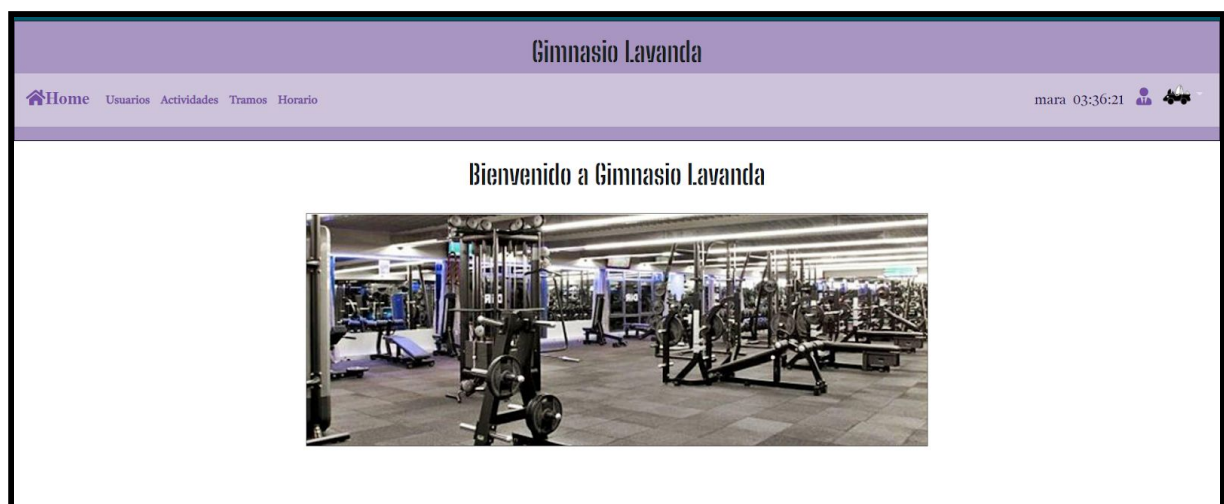 Gimnasio Lavanda
Home Usuarios Actividades Tramos Horario mara 03:36:21
Bienvenido a Gimnasio Lavanda